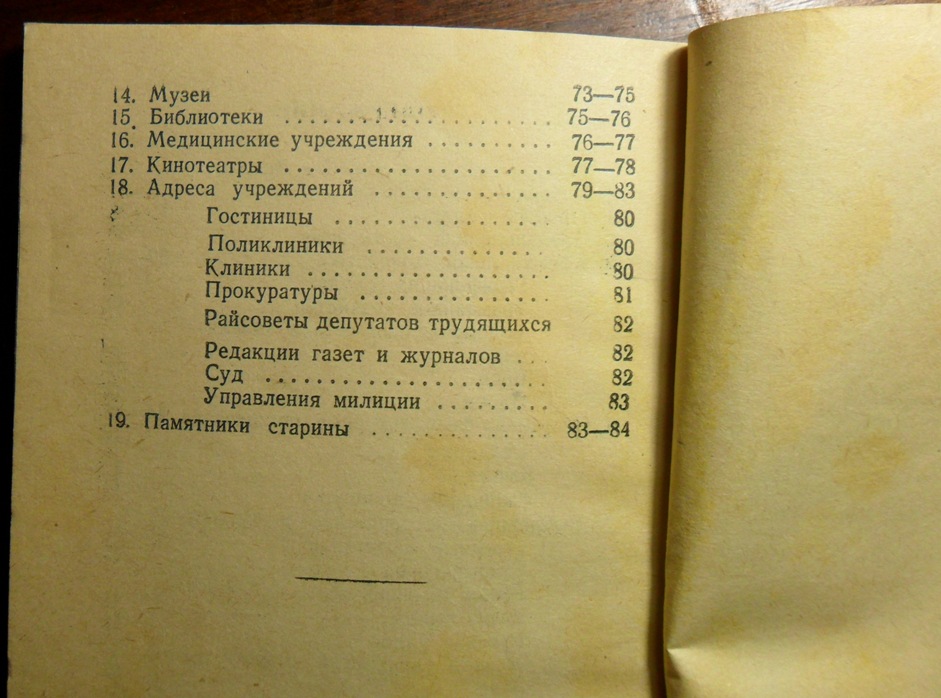 14. Музеи 73—75
15. Библиотеки .......................... 75—76
16. Медицинские учреждения .......... 76—77
17. Кинотеатры ......................... 77—78
18. Адреса учреждений ................ 79—83
Гостиницы .................... 80
Поликлиники ................ 80
Клиники ....................... 80
Прокуратуры .................. 81
Райсоветы депутатов трудящихся 82
Редакции газет и журналов ... 82
Суд .......................... 82
Управления милиции ......... 83
19. Памятники старины ................ 83—84